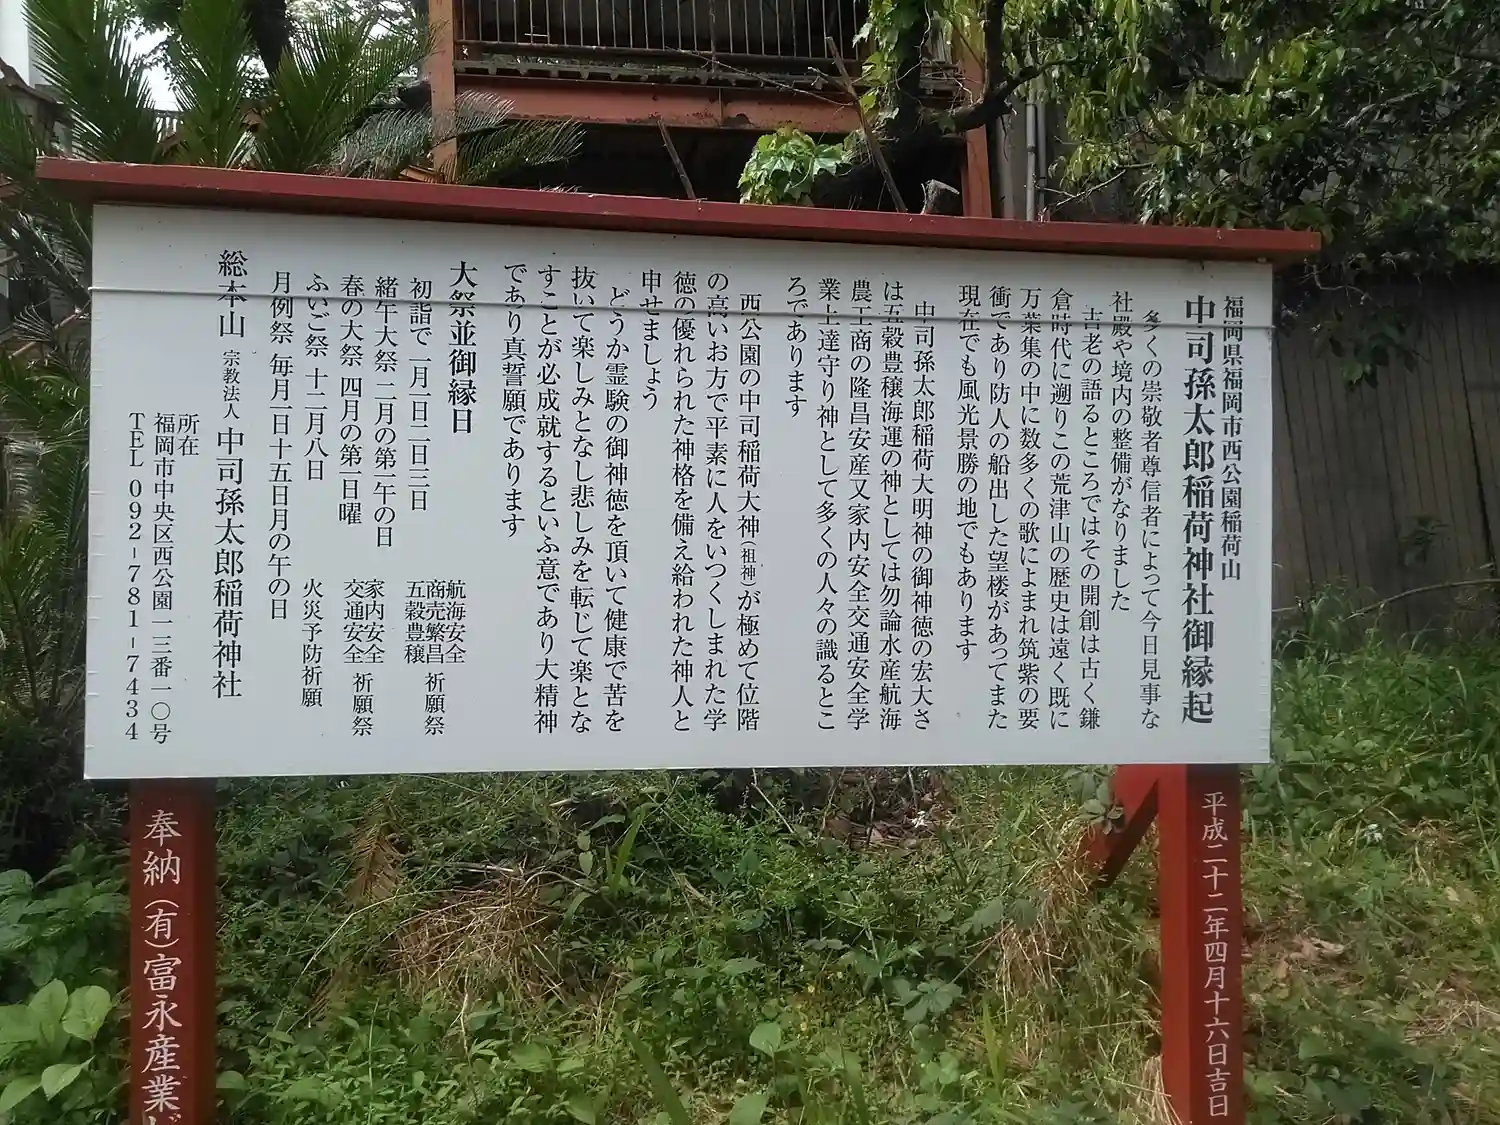 福岡県福岡市西公園稲荷山
中司孫太郎稲荷神社御縁起
多くの崇敬者尊信者によって今日見事な
社殿や境内の整備がなりました
古老の語るところではその開創は古く鎌
倉時代に遡りこの荒津山の歴史は遠く既に
万葉集の中に数多くの歌によまれ筑紫の要
衝であり防人の船出した望楼があってまた
現在でも風光景勝の地でもあります
中司孫太郎稲荷大明神の御神徳の宏大さ
は五穀豊穣海運の神としては勿論水産航海
農工商の隆昌安産又家内安全交通安全学
業上達守り神として多くの人々の識るとこ
ろであります
西公園の中司稲荷大神(祖神)が極めて位階
の高いお方で平素に人をいつくしまれた学
徳の優れられた神格を備え給われた神人と
申せましょう
どうか霊験の御神徳を頂いて健康で苦を
抜いて楽しみとなし悲しみを転じて楽とな
すことが必成就するといふ意であり大精神
であり真誓願であります
大祭並御縁日
初詣で 一月一日二日三日 航海安全 商売繁昌 五穀豊穣 祈願祭
緒午大祭 二月の第二午の日
春の大祭 四月の第二日曜 家内安全 交通安全 祈願祭
ふいご祭 十二月八日 火災予防祈願
月例祭 毎月一日十五日月の午の日
総本山 宗教法人 中司孫太郎稲荷神社
所在
福岡市中央区西公園一三番一〇号
TEL 092-781-7434
平成二十二年四月十六日吉日
奉納(有)富永産業ビ